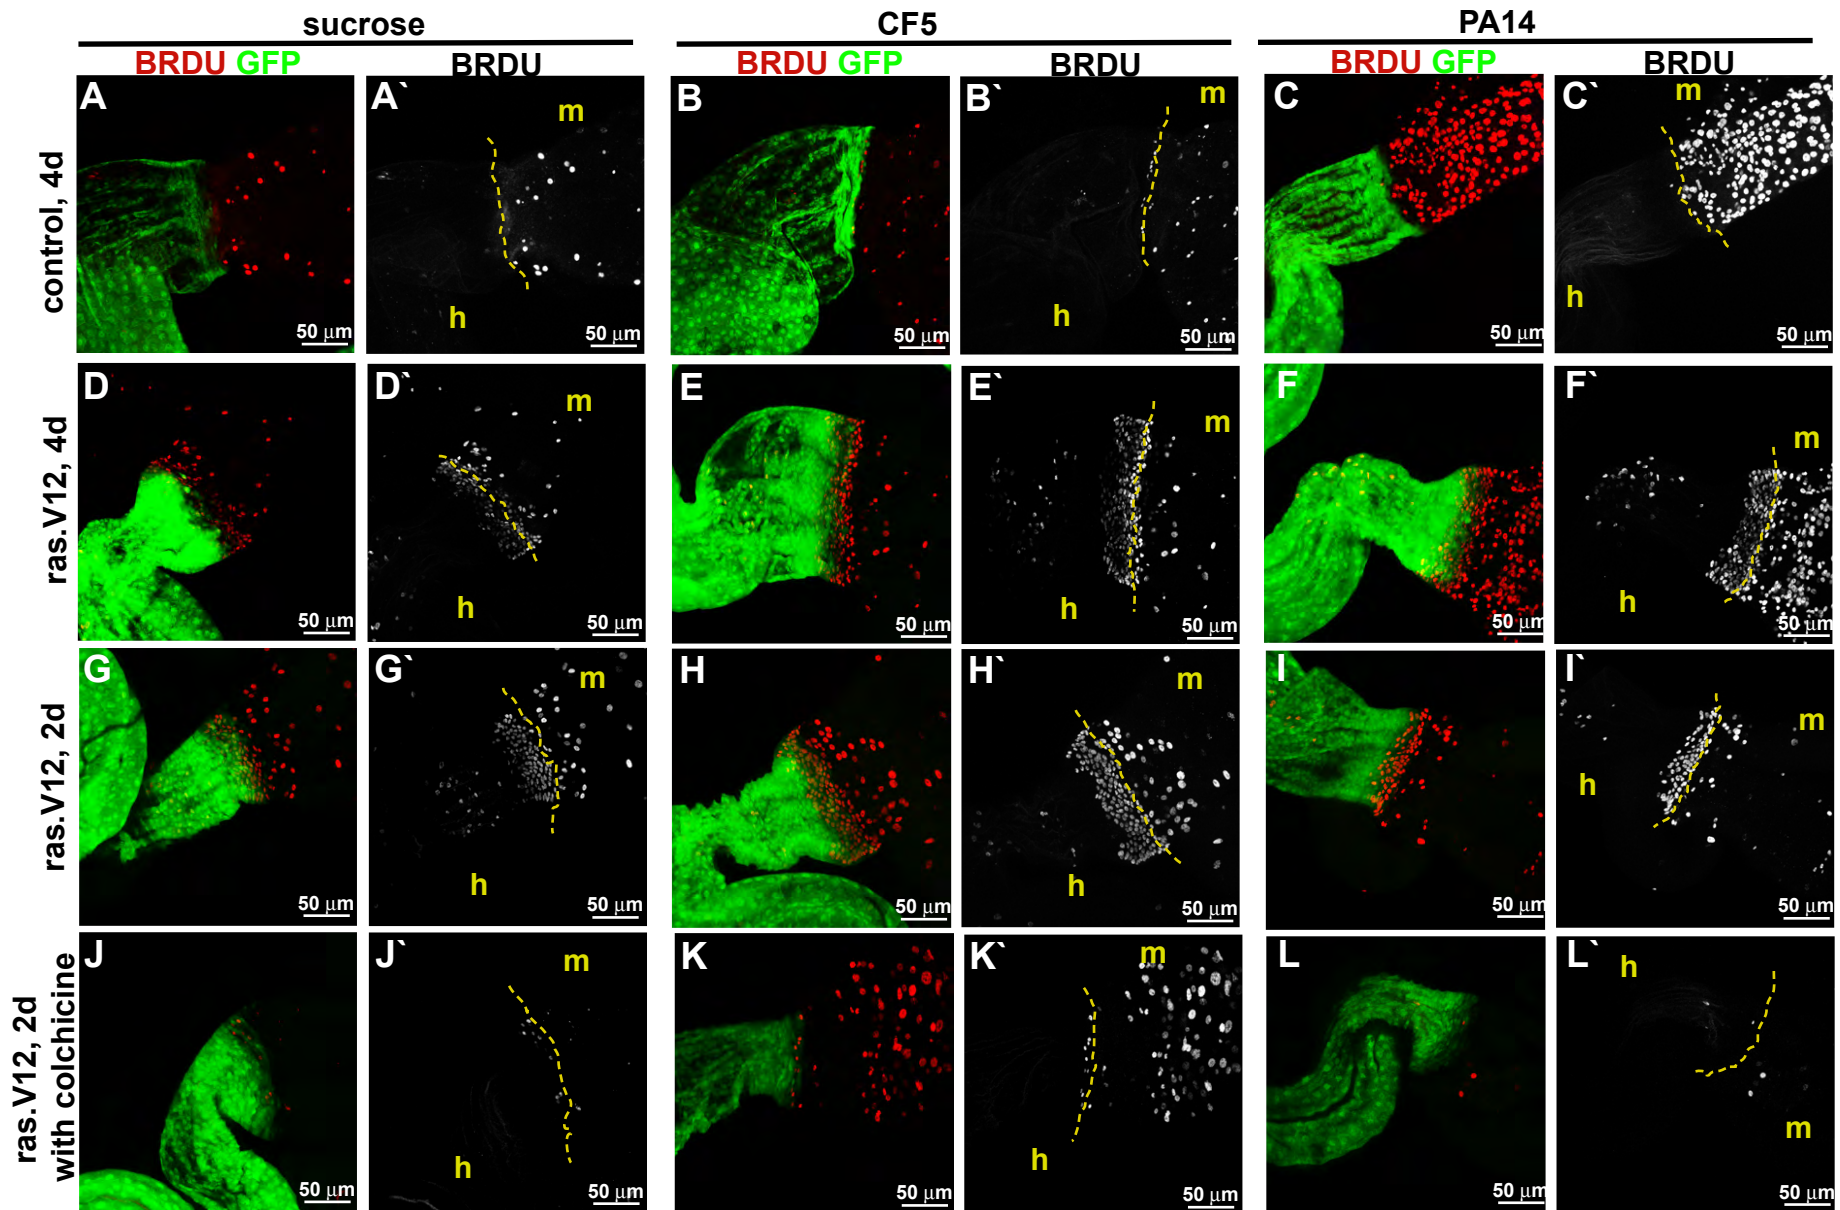 sucrose CF5 PA14
BRDU GFP BRDU BRDU GFP BRDU BRDU GFP BRDU
control, 4d
A A` m h 50 µm 50 µm B B` m h 50 µm 50 µm C C` m h 50 µm 50 µm
ras.V12, 4d
D D` m h 50 µm 50 µm E E` m h 50 µm 50 µm F F` m h 50 µm 50 µm
ras.V12, 2d
G G` m h 50 µm 50 µm H H` m h 50 µm 50 µm I I` m h 50 µm 50 µm
ras.V12, 2d
with colchicine
J J` m h 50 µm 50 µm K K` m h 50 µm 50 µm L L` h m 50 µm 50 µm